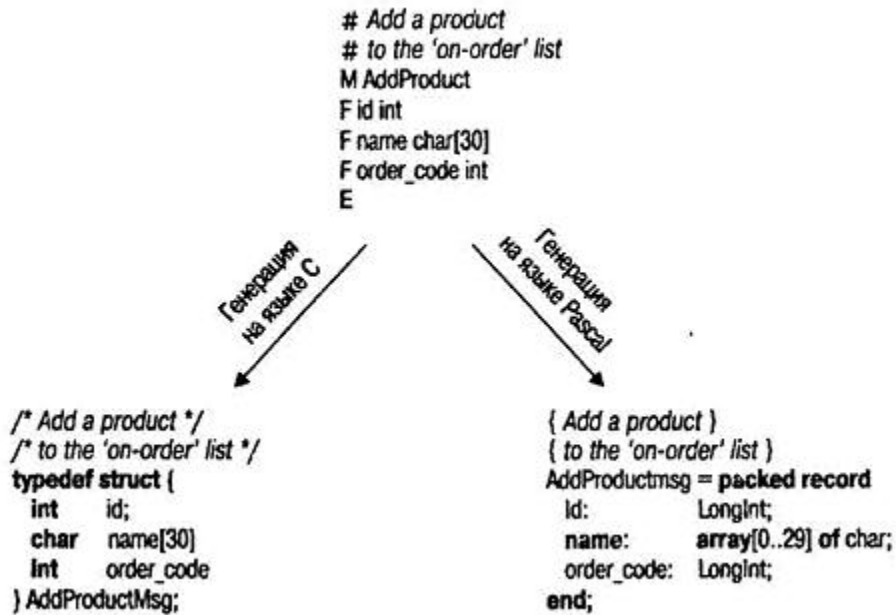 # Add a product
# to the 'on-order' list
M AddProduct
F id int
F name char[30]
F order_code int
E
Генерация
на языке C
Генерация
на языке Pascal
/* Add a product */
/* to the 'on-order' list */
typedef struct {
int id;
char name[30]
int order_code
} AddProductMsg;
{ Add a product }
{ to the 'on-order' list }
AddProductmsg = packed record
id: LongInt;
name: array[0..29] of char;
order_code: LongInt;
end;